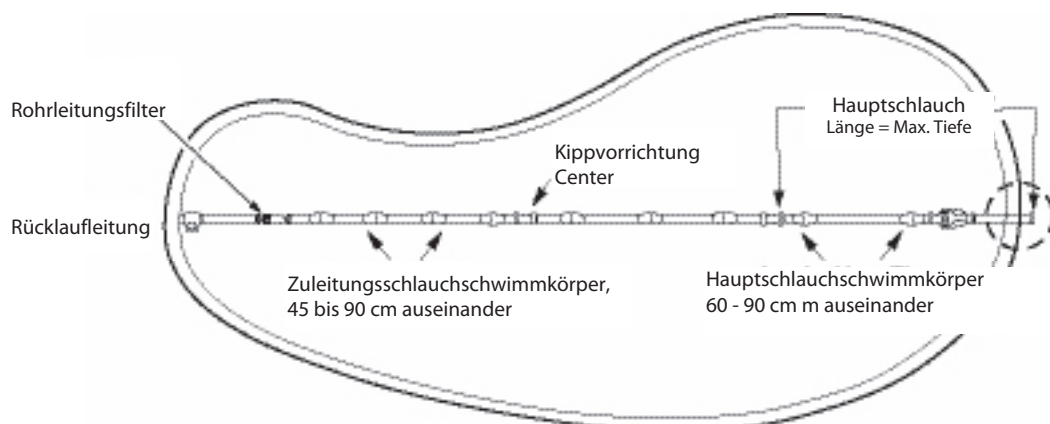 Rohrleitungsfilter
Hauptschlauch
Länge = Max. Tiefe
Kippvorrichtung
Center
Rücklaufleitung
Zuleitungsschlauchschwimmkörper,
45 bis 90 cm auseinander
Hauptschlauchschwimmkörper
60 - 90 cm m auseinander